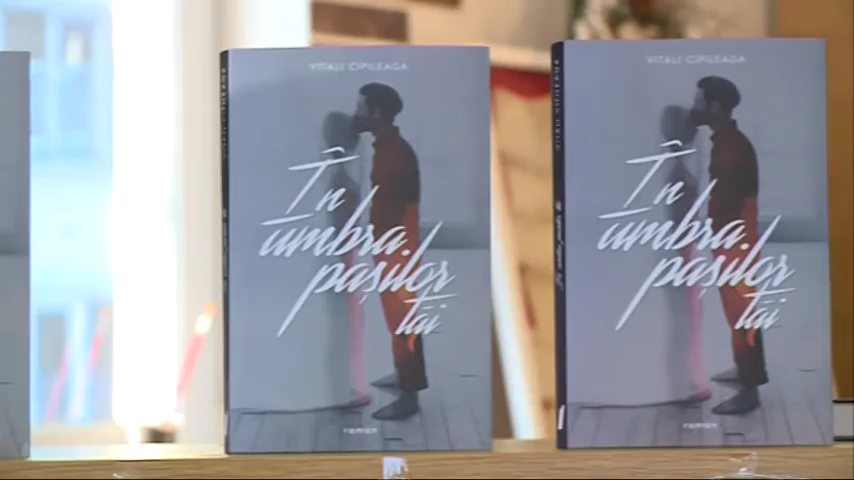 VITALI CIPILEAGA
În
umbra
pașilor
tăi
roman
VITALI CIPILEAGA
În
umbra
pașilor
tăi
roman